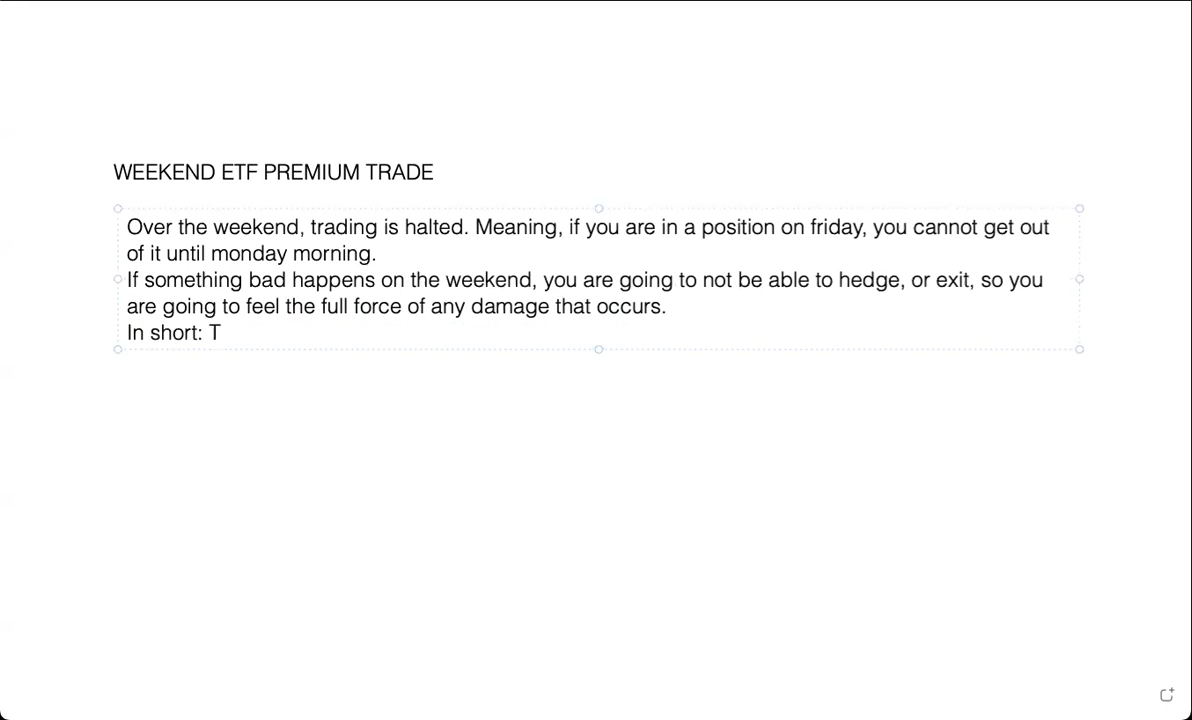 WEEKEND ETF PREMIUM TRADE
Over the weekend, trading is halted. Meaning, if you are in a position on friday, you cannot get out
of it until monday morning.
If something bad happens on the weekend, you are going to not be able to hedge, or exit, so you
are going to feel the full force of any damage that occurs.
In short: T